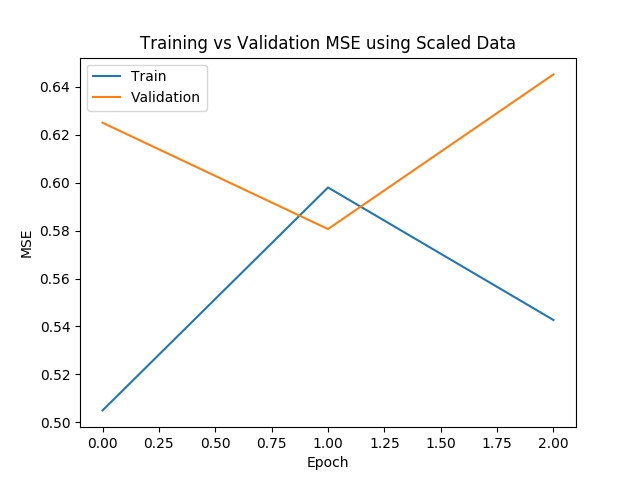 Training vs Validation MSE using Scaled Data
Train
Validation
0.64
0.62
0.60
0.58
0.56
0.54
0.52
0.50
MSE
0.00 0.25 0.50 0.75 1.00 1.25 1.50 1.75 2.00
Epoch